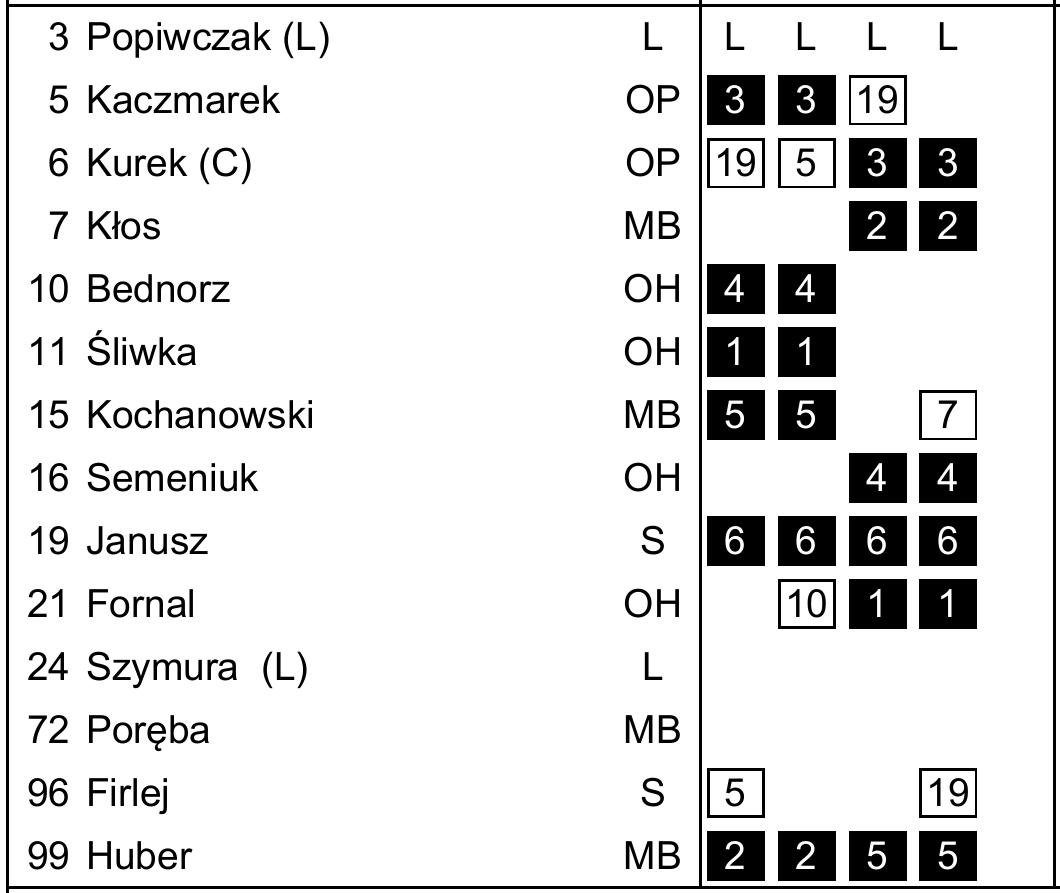 3 Popiwczak (L) L L L L L
5 Kaczmarek OP 3 3 19
6 Kurek (C) OP 19 5 3 3
7 Kłos MB 2 2
10 Bednorz OH 4 4
11 Śliwka OH 1 1
15 Kochanowski MB 5 5 7
16 Semeniuk OH 4 4
19 Janusz S 6 6 6 6
21 Fornal OH 10 1 1
24 Szymura (L) L
72 Poręba MB
96 Firlej S 5 19
99 Huber MB 2 2 5 5